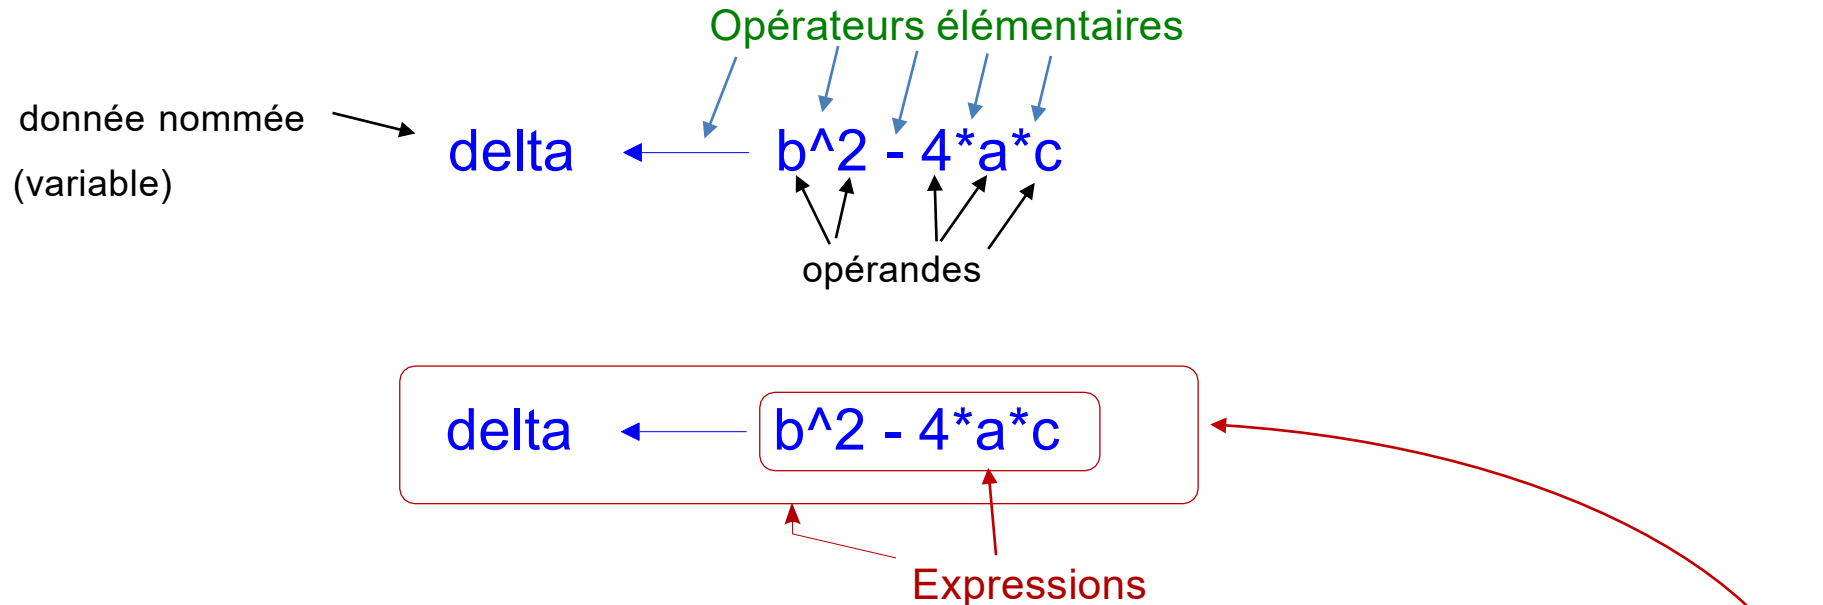 Opérateurs élémentaires
donnée nommée
(variable)
delta b^2 - 4*a*c
opérandes
delta b^2 - 4*a*c
Expressions